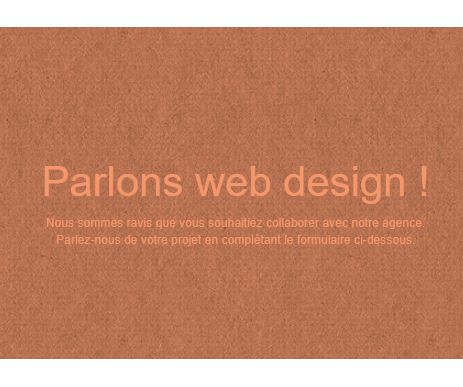 Parlons web design !
Nous sommes ravis que vous souhaitiez collaborer avec notre agence.
Parlez-nous de votre projet en complétant le formulaire ci-dessous.